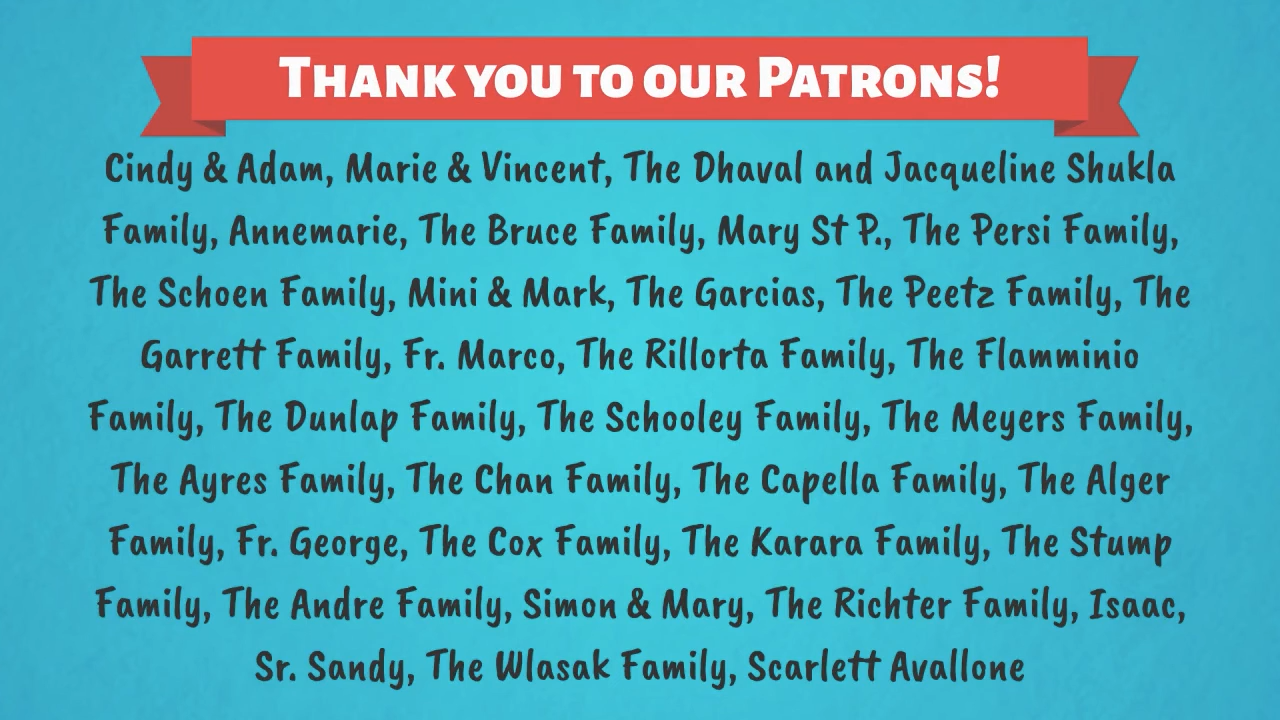 Thank you to our Patrons!
Cindy & Adam, Marie & Vincent, The Dhaval and Jacqueline Shukla
Family, Annemarie, The Bruce Family, Mary St P., The Persi Family,
The Schoen Family, Mini & Mark, The Garcias, The Peetz Family, The
Garrett Family, Fr. Marco, The Rillorta Family, The Flamminio
Family, The Dunlap Family, The Schooley Family, The Meyers Family,
The Ayres Family, The Chan Family, The Capella Family, The Alger
Family, Fr. George, The Cox Family, The Karara Family, The Stump
Family, The Andre Family, Simon & Mary, The Richter Family, Isaac,
Sr. Sandy, The Wlasak Family, Scarlett Avallone